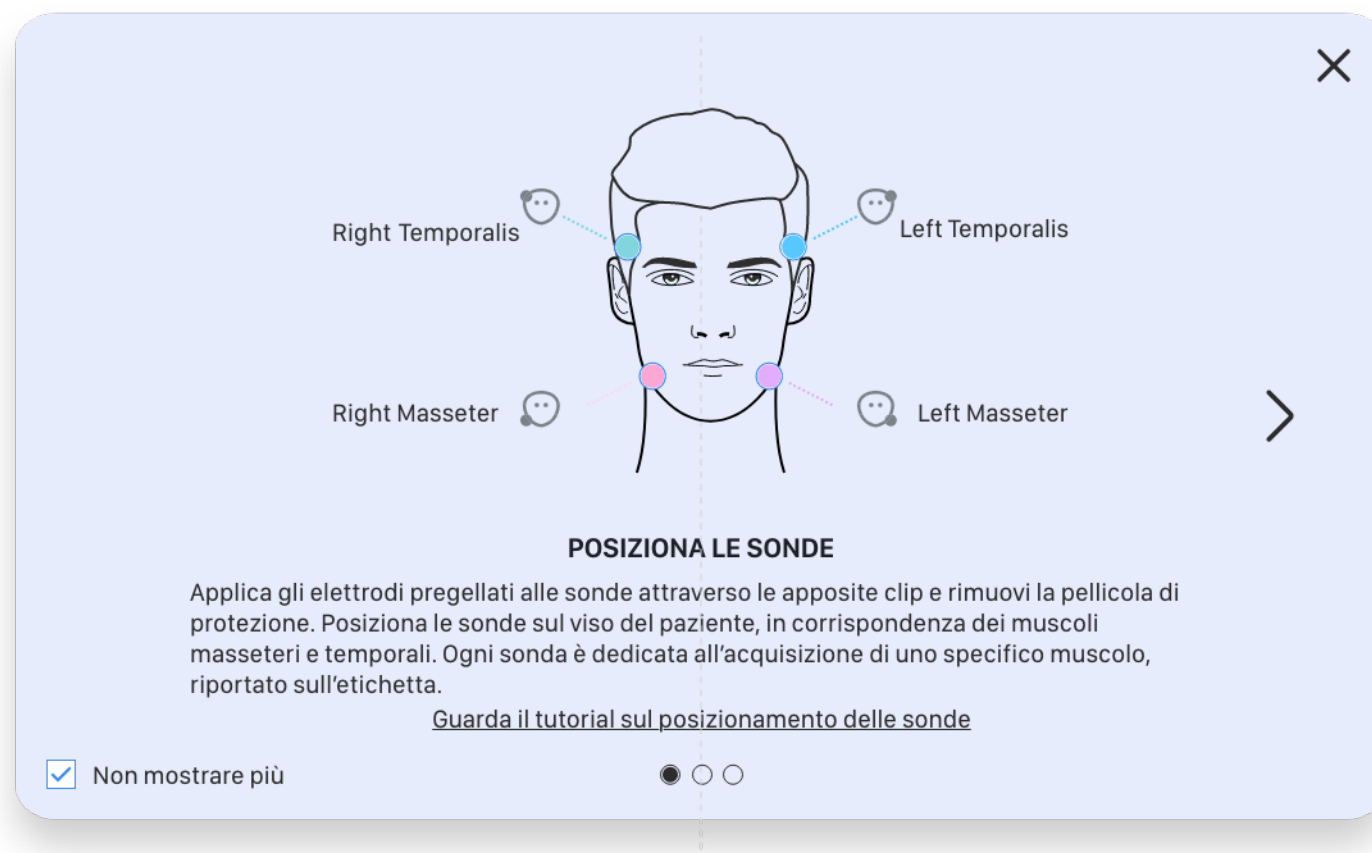 Right Temporalis
Left Temporalis
Right Masseter
Left Masseter
POSIZIONA LE SONDE
Applica gli elettrodi pregellati alle sonde attraverso le apposite clip e rimuovi la pellicola di
protezione. Posiziona le sonde sul viso del paziente, in corrispondenza dei muscoli
masseteri e temporali. Ogni sonda è dedicata all’acquisizione di uno specifico muscolo,
riportato sull’etichetta.
Guarda il tutorial sul posizionamento delle sonde
Non mostrare più